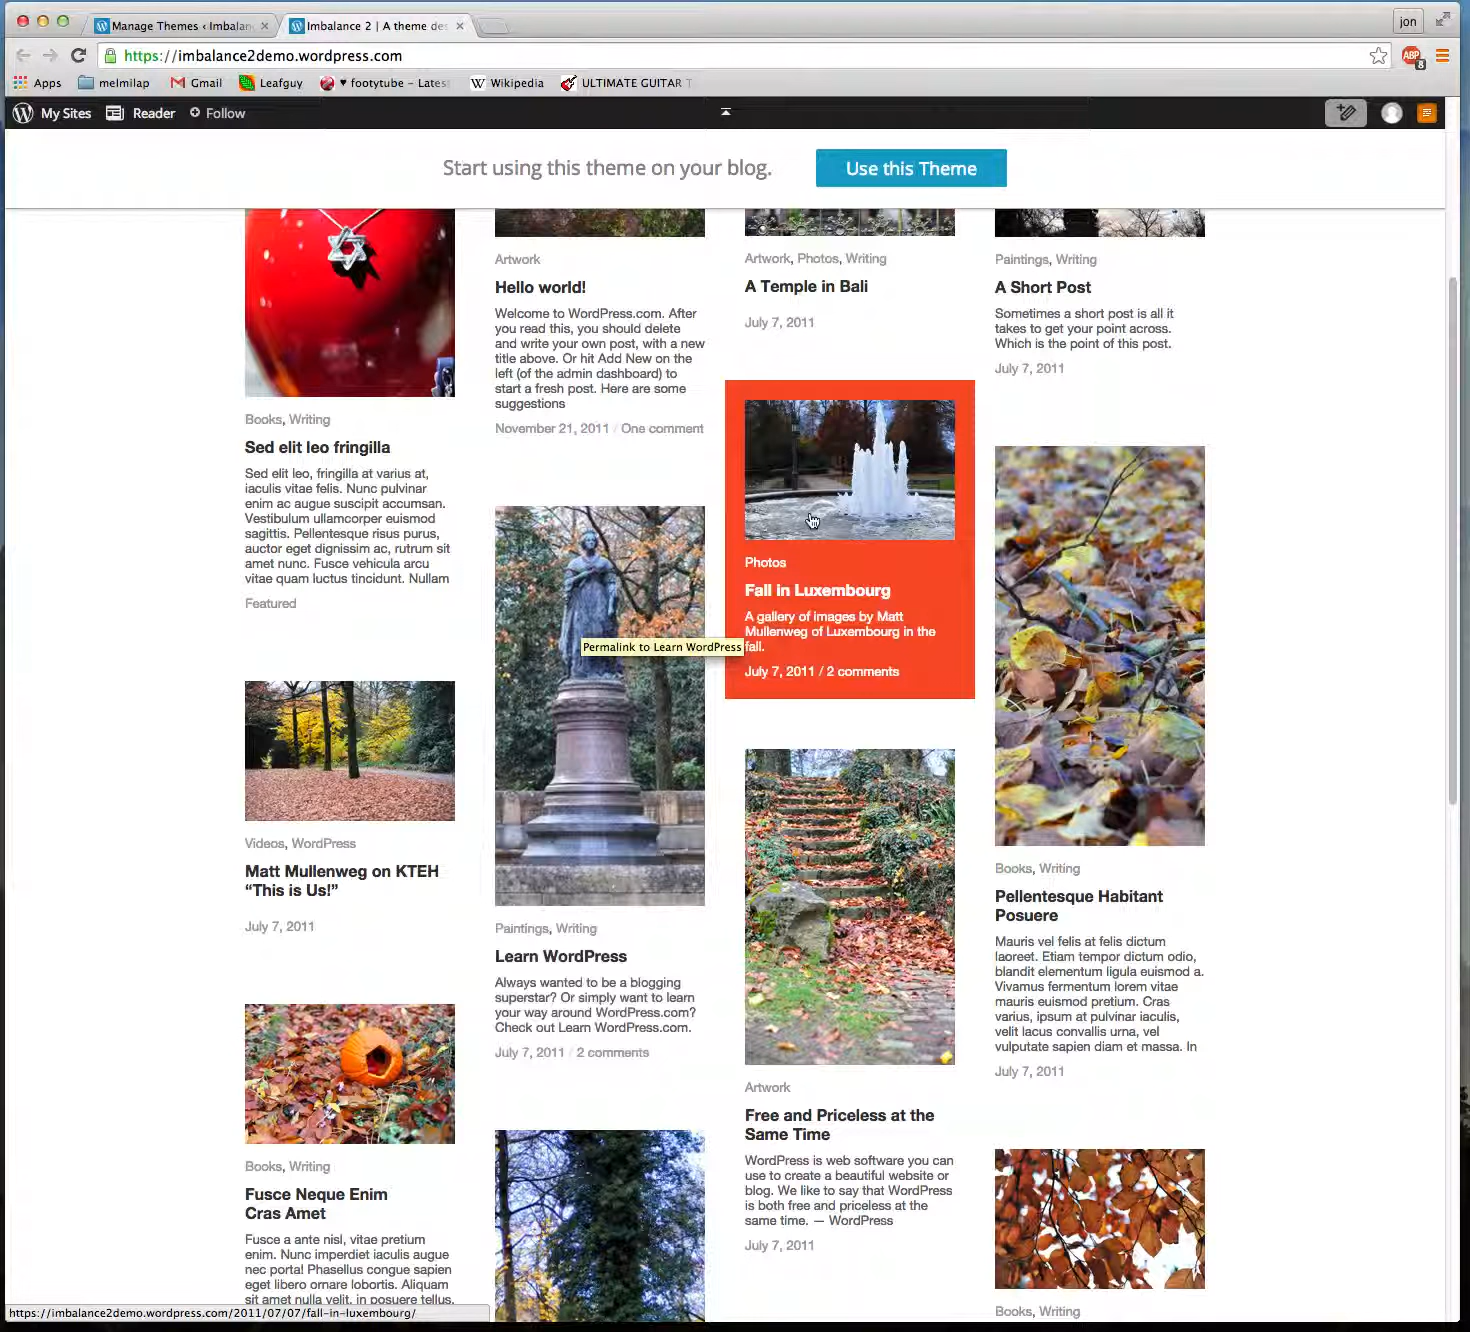 Manage Themes ‹ Imbalan
Imbalance 2 | A theme de
jon
https://imbalance2demo.wordpress.com
ABP
8
Apps
melmilap
Gmail
Leafguy
♥ footytube - Lates
W Wikipedia
ULTIMATE GUITAR T
My Sites
Reader
Follow
Start using this theme on your blog.
Use this Theme
Books, Writing
Sed elit leo fringilla
Sed elit leo, fringilla at varius at,
iaculis vitae felis. Nunc pulvinar
enim ac augue suscipit accumsan.
Vestibulum ullamcorper euismod
sagittis. Pellentesque risus purus,
auctor eget dignissim ac, rutrum sit
amet nunc. Fusce vehicula arcu
vitae quam luctus tincidunt. Nullam
Featured
Videos, WordPress
Matt Mullenweg on KTEH
“This is Us!”
July 7, 2011
Books, Writing
Fusce Neque Enim
Cras Amet
Fusce a ante nisl, vitae pretium
enim. Nunc imperdiet iaculis augue
nec porta! Phasellus congue sapien
eget libero ornare lobortis. Aliquam
sit amet nulla velit, in posuere tellus.
Artwork
Hello world!
Welcome to WordPress.com. After
you read this, you should delete
and write your own post, with a new
title above. Or hit Add New on the
left (of the admin dashboard) to
start a fresh post. Here are some
suggestions
November 21, 2011 / One comment
Permalink to Learn WordPress
Paintings, Writing
Learn WordPress
Always wanted to be a blogging
superstar? Or simply want to learn
your way around WordPress.com?
Check out Learn WordPress.com.
July 7, 2011 / 2 comments
Artwork, Photos, Writing
A Temple in Bali
July 7, 2011
Photos
Fall in Luxembourg
A gallery of images by Matt
Mullenweg of Luxembourg in the
fall.
July 7, 2011 / 2 comments
Artwork
Free and Priceless at the
Same Time
WordPress is web software you can
use to create a beautiful website or
blog. We like to say that WordPress
is both free and priceless at the
same time. — WordPress
July 7, 2011
Paintings, Writing
A Short Post
Sometimes a short post is all it
takes to get your point across.
Which is the point of this post.
July 7, 2011
Books, Writing
Pellentesque Habitant
Posuere
Mauris vel felis at felis dictum
laoreet. Etiam tempor dictum odio,
blandit elementum ligula euismod a.
Vivamus fermentum lorem vitae
mauris euismod pretium. Cras
varius, ipsum at pulvinar iaculis,
velit lacus convallis urna, vel
vulputate sapien diam et massa. In
July 7, 2011
Books, Writing
https://imbalance2demo.wordpress.com/2011/07/07/fall-in-luxembourg/